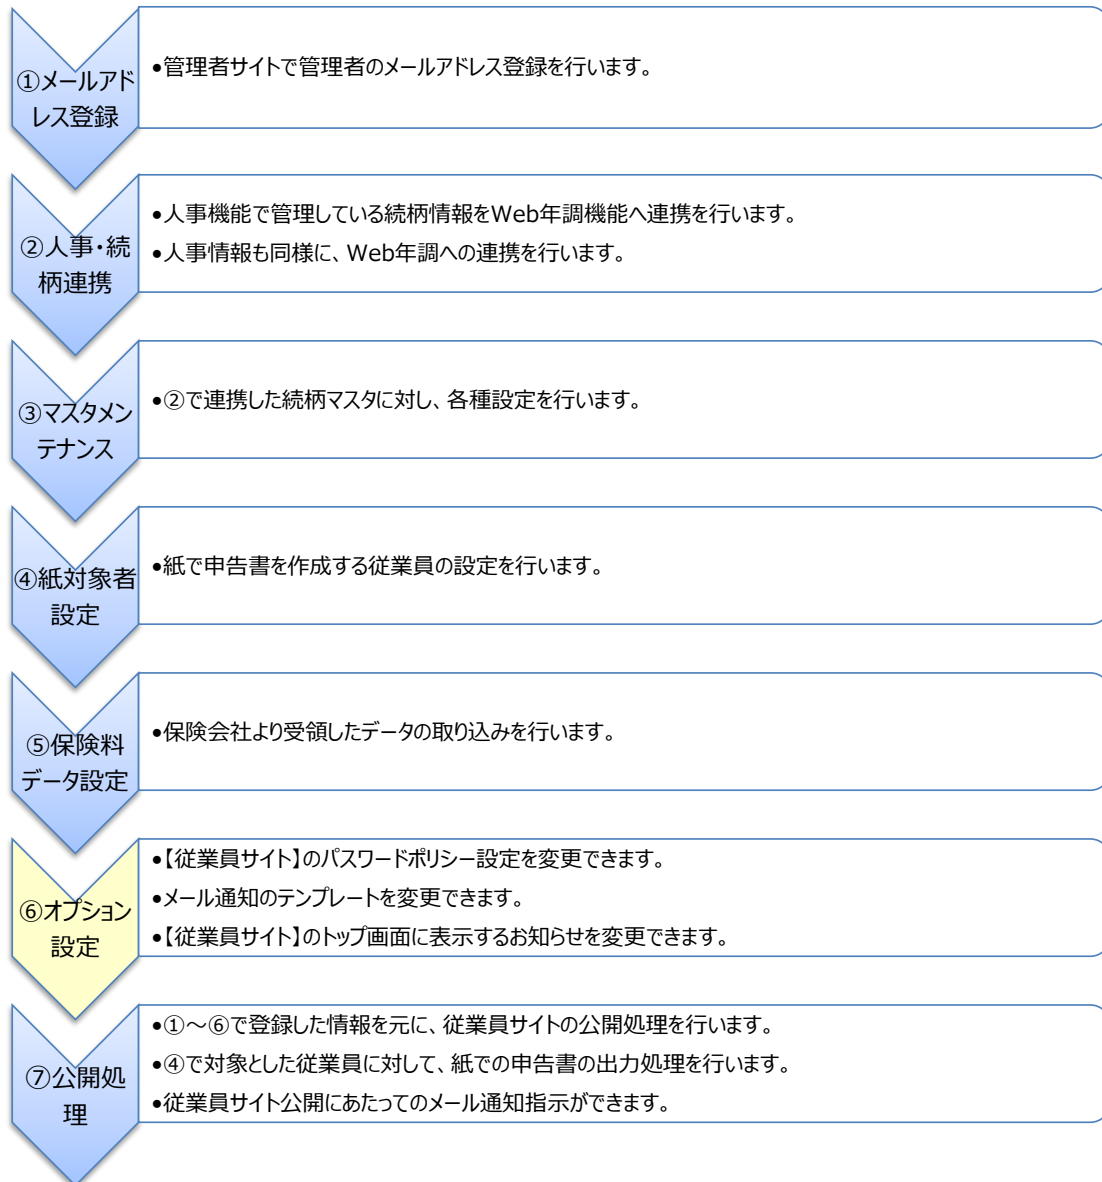 ①メールアド
レス登録
•管理者サイトで管理者のメールアドレス登録を行います。
②人事・続
柄連携
•人事機能で管理している続柄情報をWeb年調機能へ連携を行います。
•人事情報も同様に、Web年調への連携を行います。
③マスタメン
テナンス
•②で連携した続柄マスタに対し、各種設定を行います。
④紙対象者
設定
•紙で申告書を作成する従業員の設定を行います。
⑤保険料
データ設定
•保険会社より受領したデータの取り込みを行います。
⑥オプション
設定
•【従業員サイト】のパスワードポリシー設定を変更できます。
•メール通知のテンプレートを変更できます。
•【従業員サイト】のトップ画面に表示するお知らせを変更できます。
⑦公開処
理
•①～⑥で登録した情報を元に、従業員サイトの公開処理を行います。
•④で対象とした従業員に対して、紙での申告書の出力処理を行います。
•従業員サイト公開にあたってのメール通知指示ができます。